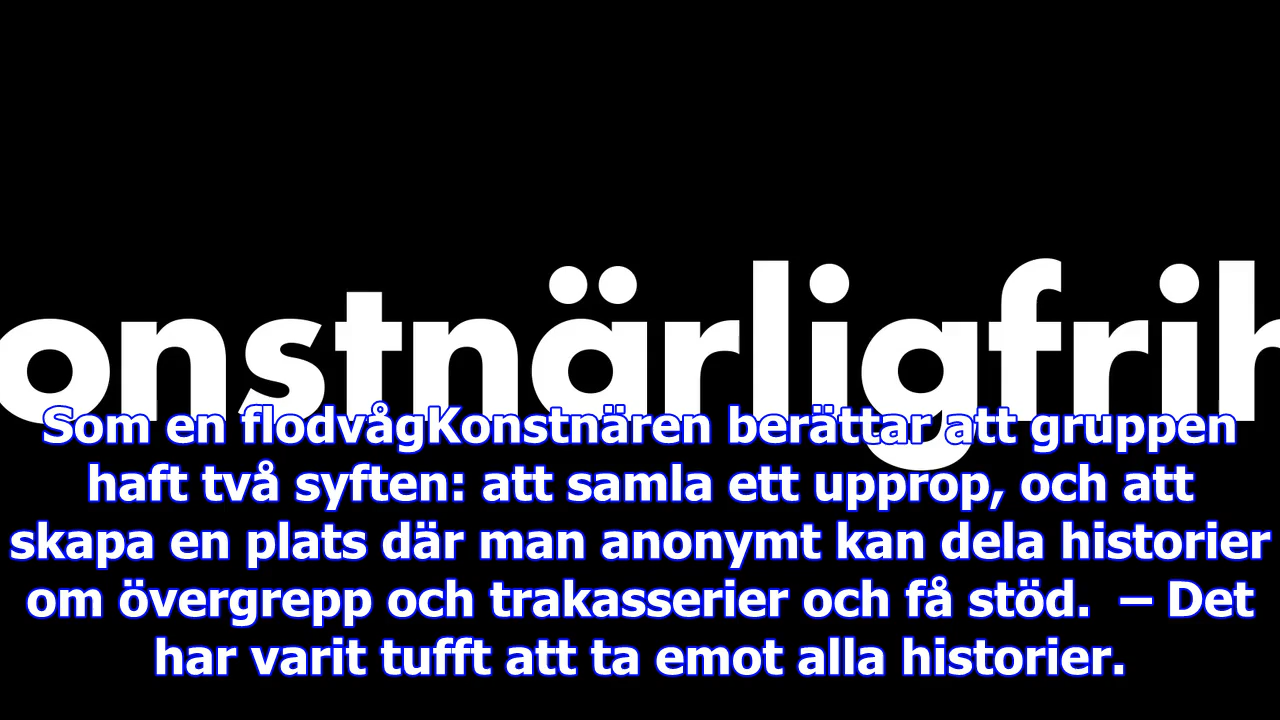 onstnärligfrih
Som en flodvågKonstnären berättar att gruppen
haft två syften: att samla ett upprop, och att
skapa en plats där man anonymt kan dela historier
om övergrepp och trakasserier och få stöd. – Det
har varit tufft att ta emot alla historier.